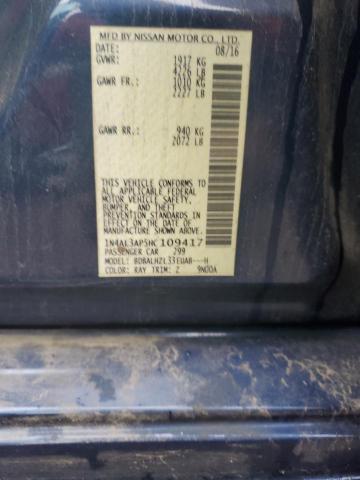 MFD BY NISSAN MOTOR CO., LTD.
DATE: 08/16
GVWR: 1917 KG
4226 LB
GAWR FR: 1010 KG
2227 LB
GAWR RR: 940 KG
2072 LB
THIS VEHICLE CONFORMS
TO ALL APPLICABLE FEDERAL
MOTOR VEHICLE SAFETY,
BUMPER, AND THEFT
PREVENTION STANDARDS
IN EFFECT ON THE DATE OF
MANUFACTURE SHOWN ABOVE.
1N4AL3AP5HC109417
PASSENGER CAR 299
MODEL: BDBALHZL33EUAB---H
COLOR: RAY TRIM: Z 9N00A